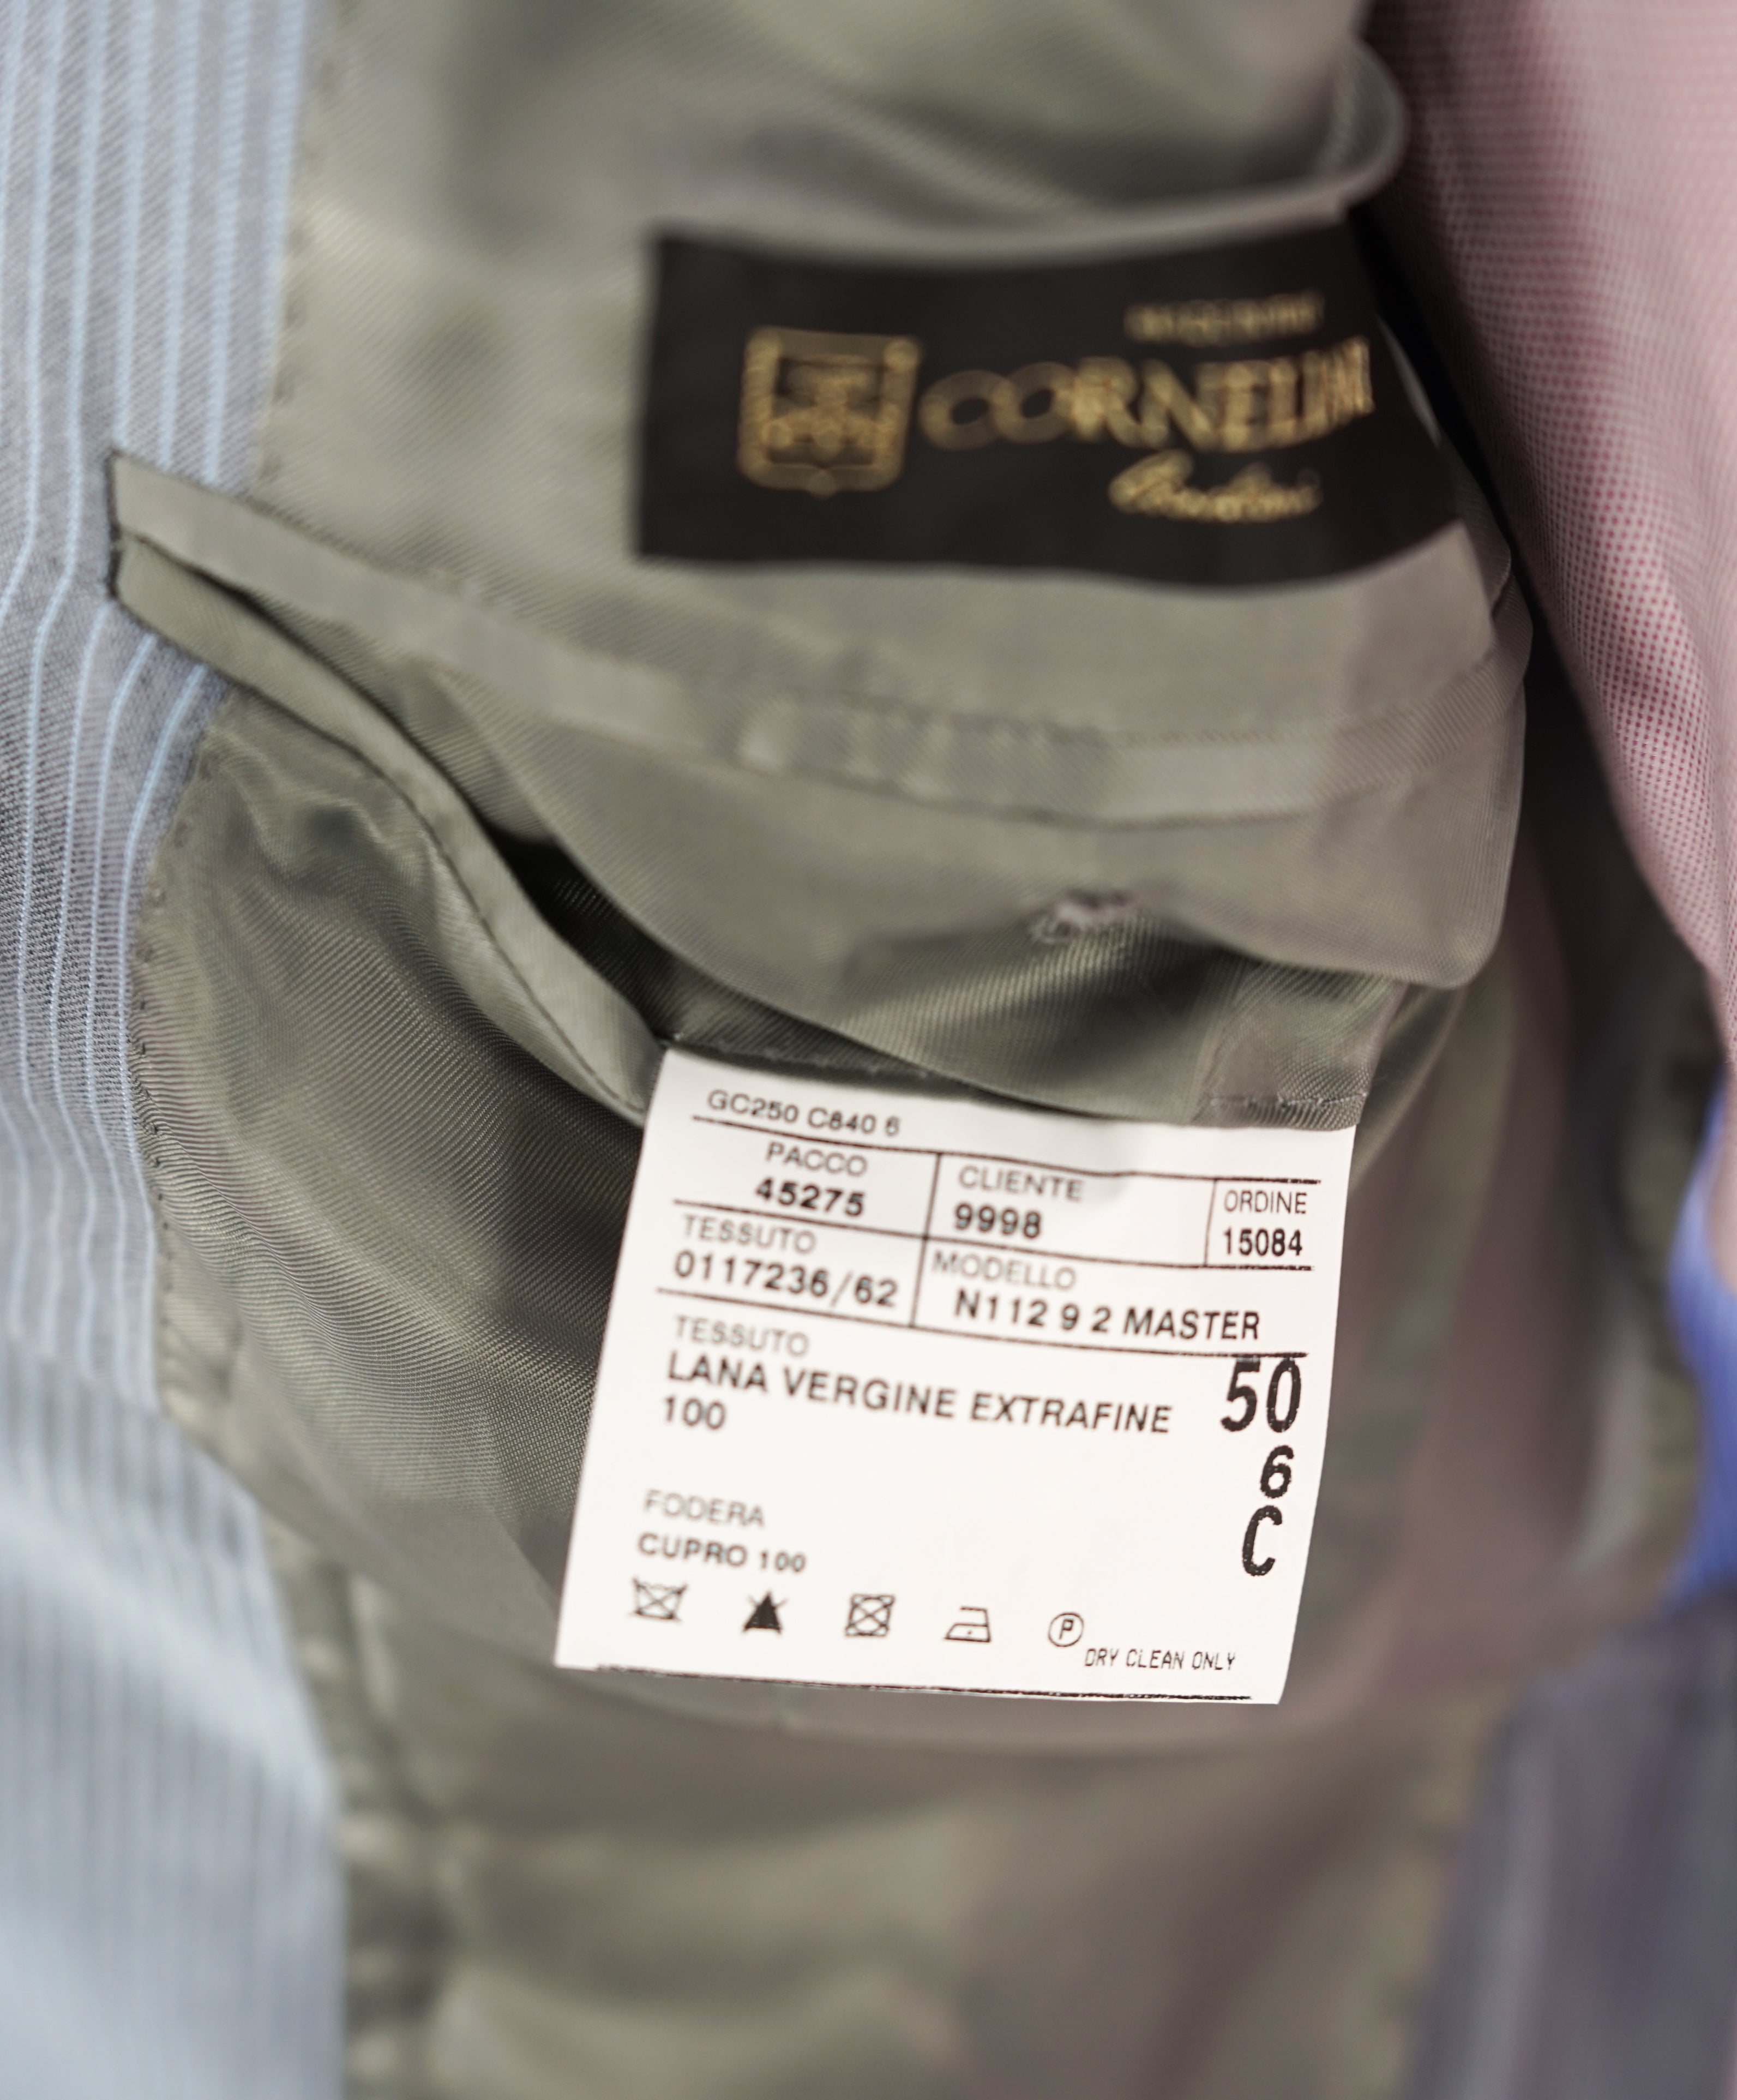 CORNELIANI
GC250 C840 6
PACCO
45275
CLIENTE
9998
ORDINE
15084
TESSUTO
0117236/62
MODELLO
N112 9 2 MASTER
TESSUTO
LANA VERGINE EXTRAFINE
100
50
6
C
FODERA
CUPRO 100
P
DRY CLEAN ONLY